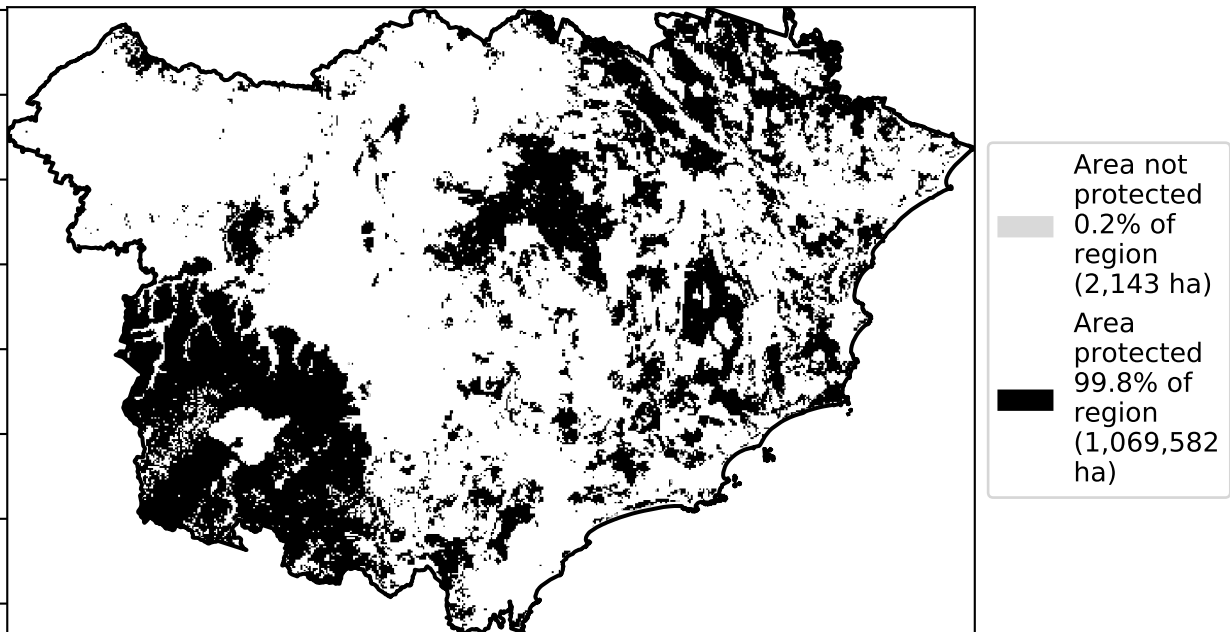 Area not
protected
0.2% of
region
(2,143 ha)
Area
protected
99.8% of
region
(1,069,582
ha)